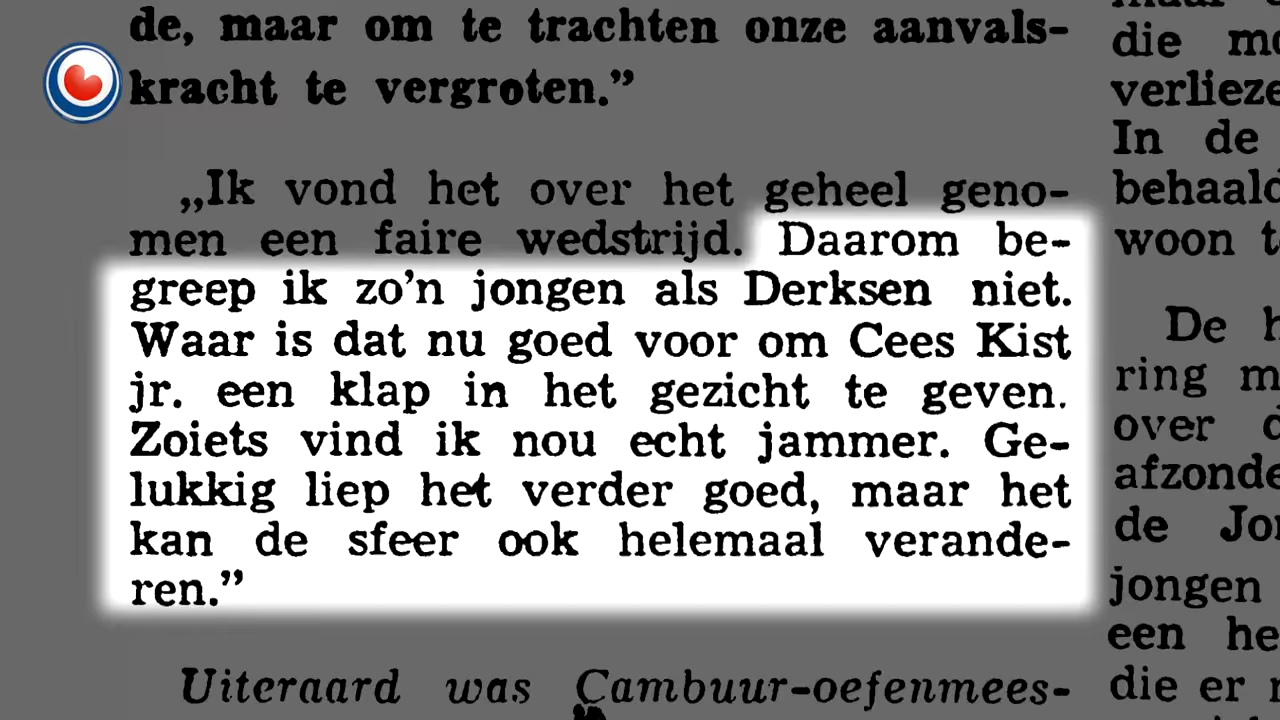 de, maar om te trachten onze aanvals-
kracht te vergroten.”
„Ik vond het over het geheel geno-
men een faire wedstrijd. Daarom be-
greep ik zo’n jongen als Derksen niet.
Waar is dat nu goed voor om Cees Kist
jr. een klap in het gezicht te geven.
Zoiets vind ik nou echt jammer. Ge-
lukkig liep het verder goed, maar het
kan de sfeer ook helemaal verande-
ren.”
Uiteraard was Cambuur-oefenmees-
die
In de
woon
De
ring
over
de
jongen
een
die er